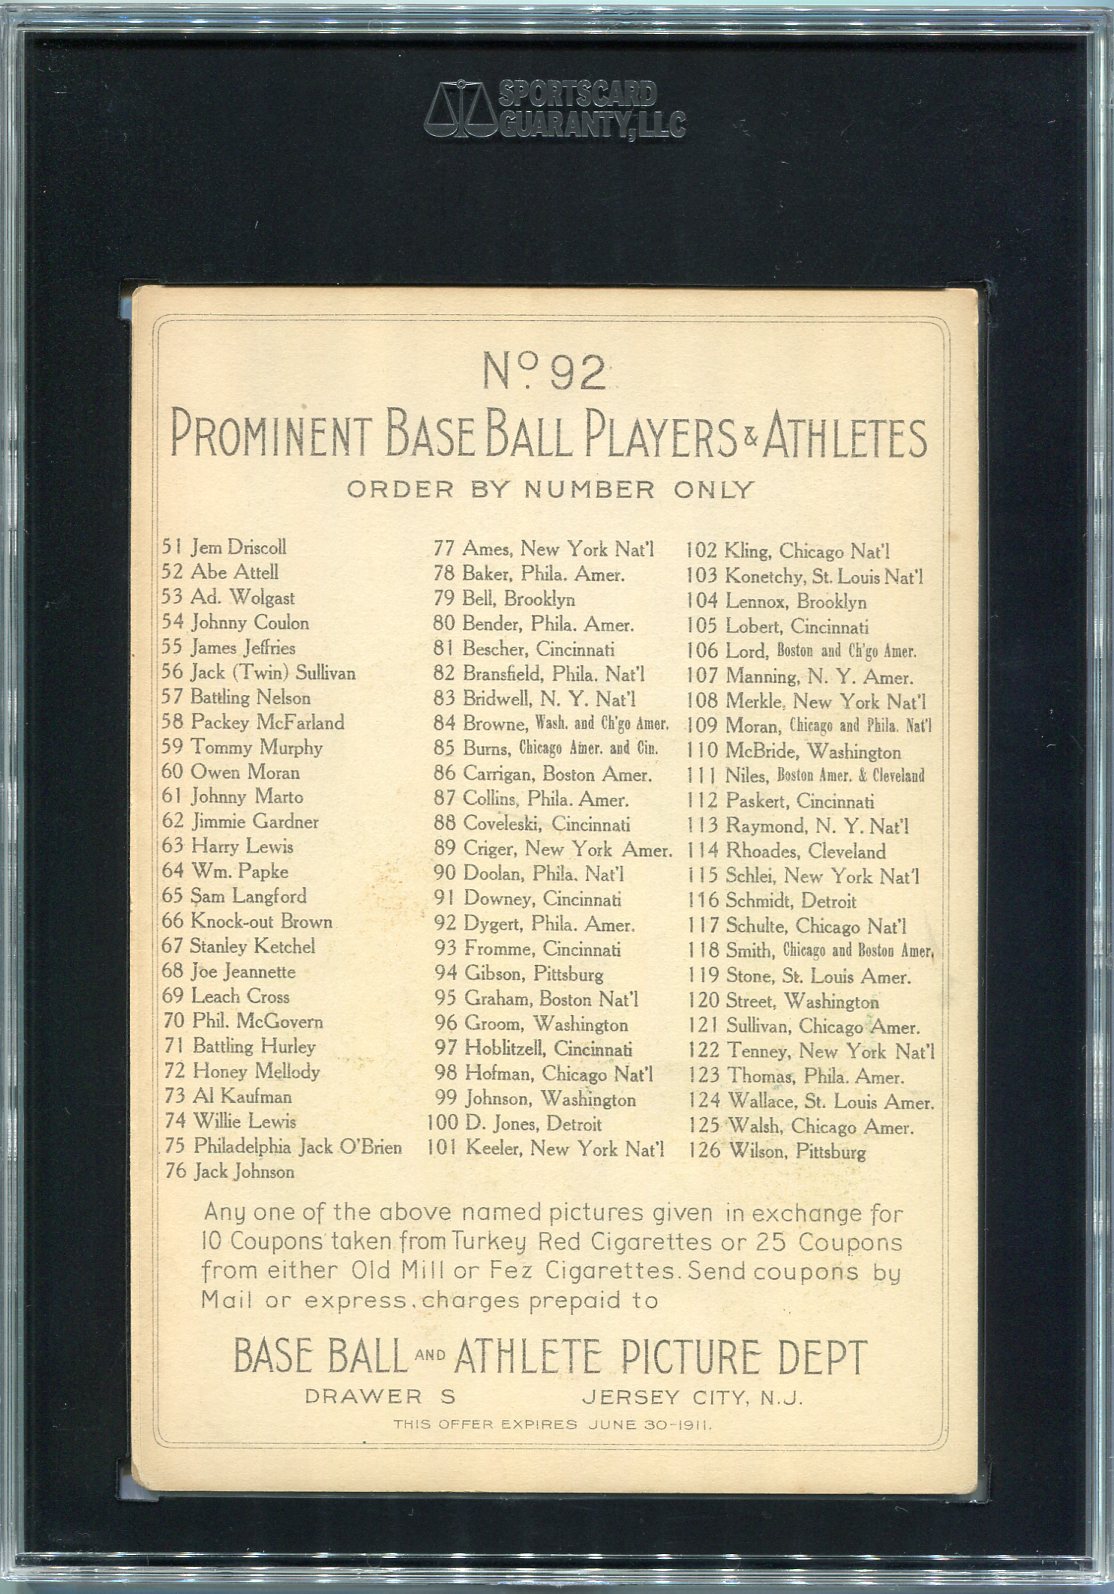 SPORTSCARD
GUARANTY, LLC
No. 92
PROMINENT BASE BALL PLAYERS & ATHLETES
ORDER BY NUMBER ONLY
51 Jem Driscoll
52 Abe Attell
53 Ad. Wolgast
54 Johnny Coulon
55 James Jeffries
56 Jack (Twin) Sullivan
57 Battling Nelson
58 Packey McFarland
59 Tommy Murphy
60 Owen Moran
61 Johnny Marto
62 Jimmie Gardner
63 Harry Lewis
64 Wm. Papke
65 Sam Langford
66 Knock-out Brown
67 Stanley Ketchel
68 Joe Jeannette
69 Leach Cross
70 Phil. McGovern
71 Battling Hurley
72 Honey Mellody
73 Al Kaufman
74 Willie Lewis
75 Philadelphia Jack O'Brien
76 Jack Johnson
77 Ames, New York Nat'l
78 Baker, Phila. Amer.
79 Bell, Brooklyn
80 Bender, Phila. Amer.
81 Bescher, Cincinnati
82 Bransfield, Phila. Nat'l
83 Bridwell, N. Y. Nat'l
84 Browne, Wash. and Ch'go Amer.
85 Burns, Chicago Amer. and Cin.
86 Carrigan, Boston Amer.
87 Collins, Phila. Amer.
88 Coveleski, Cincinnati
89 Criger, New York Amer.
90 Doolan, Phila. Nat'l
91 Downey, Cincinnati
92 Dygert, Phila. Amer.
93 Fromme, Cincinnati
94 Gibson, Pittsburg
95 Graham, Boston Nat'l
96 Groom, Washington
97 Hoblitzell, Cincinnati
98 Hofman, Chicago Nat'l
99 Johnson, Washington
100 D. Jones, Detroit
101 Keeler, New York Nat'l
102 Kling, Chicago Nat'l
103 Konetchy, St. Louis Nat'l
104 Lennox, Brooklyn
105 Lobert, Cincinnati
106 Lord, Boston and Ch'go Amer.
107 Manning, N. Y. Amer.
108 Merkle, New York Nat'l
109 Moran, Chicago and Phila. Nat'l
110 McBride, Washington
111 Niles, Boston Amer. & Cleveland
112 Paskert, Cincinnati
113 Raymond, N. Y. Nat'l
114 Rhoades, Cleveland
115 Schlei, New York Nat'l
116 Schmidt, Detroit
117 Schulte, Chicago Nat'l
118 Smith, Chicago and Boston Amer.
119 Stone, St. Louis Amer.
120 Street, Washington
121 Sullivan, Chicago Amer.
122 Tenney, New York Nat'l
123 Thomas, Phila. Amer.
124 Wallace, St. Louis Amer.
125 Walsh, Chicago Amer.
126 Wilson, Pittsburg
Any one of the above named pictures given in exchange for
10 Coupons taken from Turkey Red Cigarettes or 25 Coupons
from either Old Mill or Fez Cigarettes. Send coupons by
Mail or express, charges prepaid to
BASE BALL AND ATHLETE PICTURE DEPT
DRAWER S JERSEY CITY, N.J.
THIS OFFER EXPIRES JUNE 30-1911.